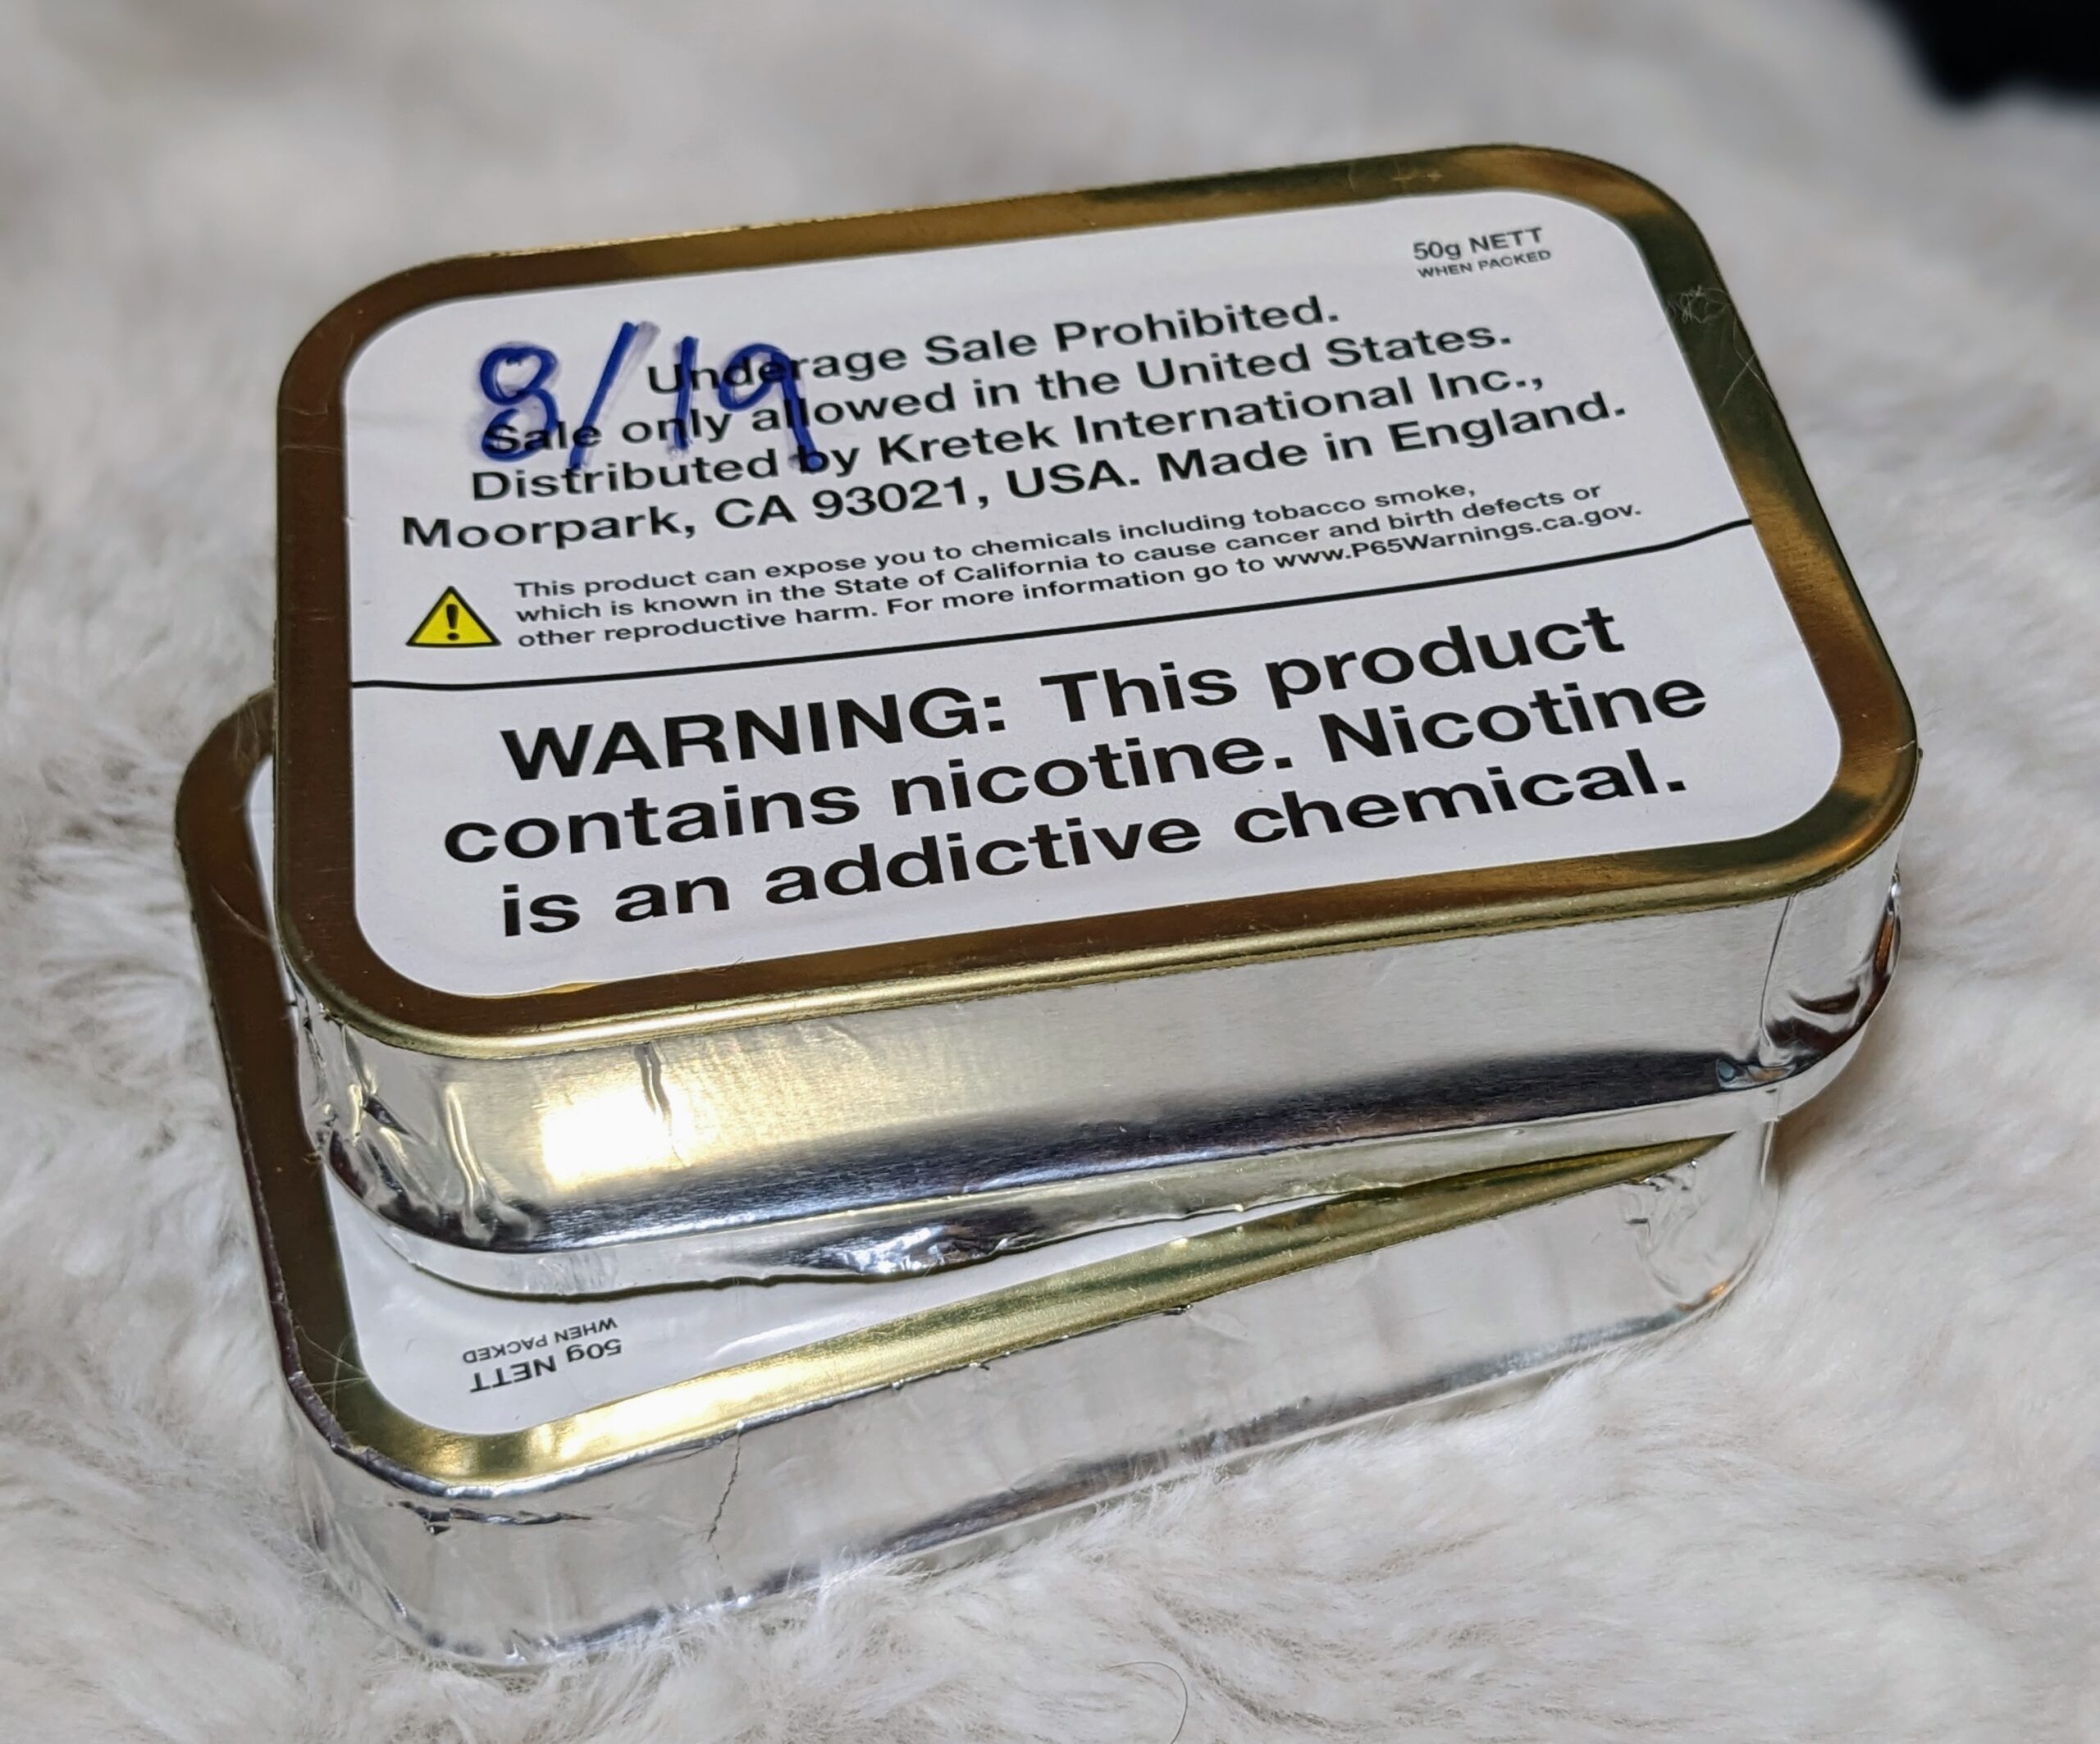 50g NETT
WHEN PACKED
8/19
Underage Sale Prohibited.
Sale only allowed in the United States.
Distributed by Kretek International Inc.,
Moorpark, CA 93021, USA. Made in England.
This product can expose you to chemicals including tobacco smoke,
which is known in the State of California to cause cancer and birth defects or
other reproductive harm. For more information go to www.P65Warnings.ca.gov.
WARNING: This product
contains nicotine. Nicotine
is an addictive chemical.
50g NETT
WHEN PACKED